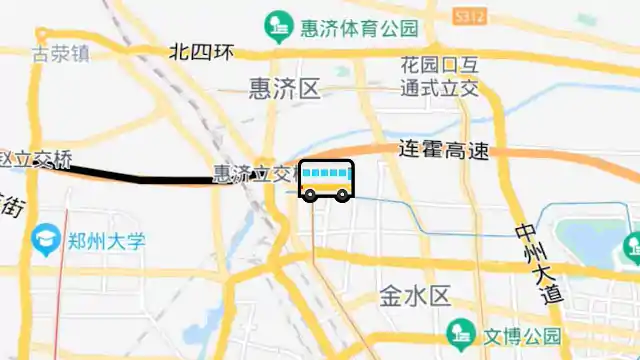 S312
惠济体育公园
北四环
古荥镇
花园口互
通式立交
惠济区
连霍高速
赵立交桥
惠济立交
街
郑州大学
中州大道
金水区
文博公园